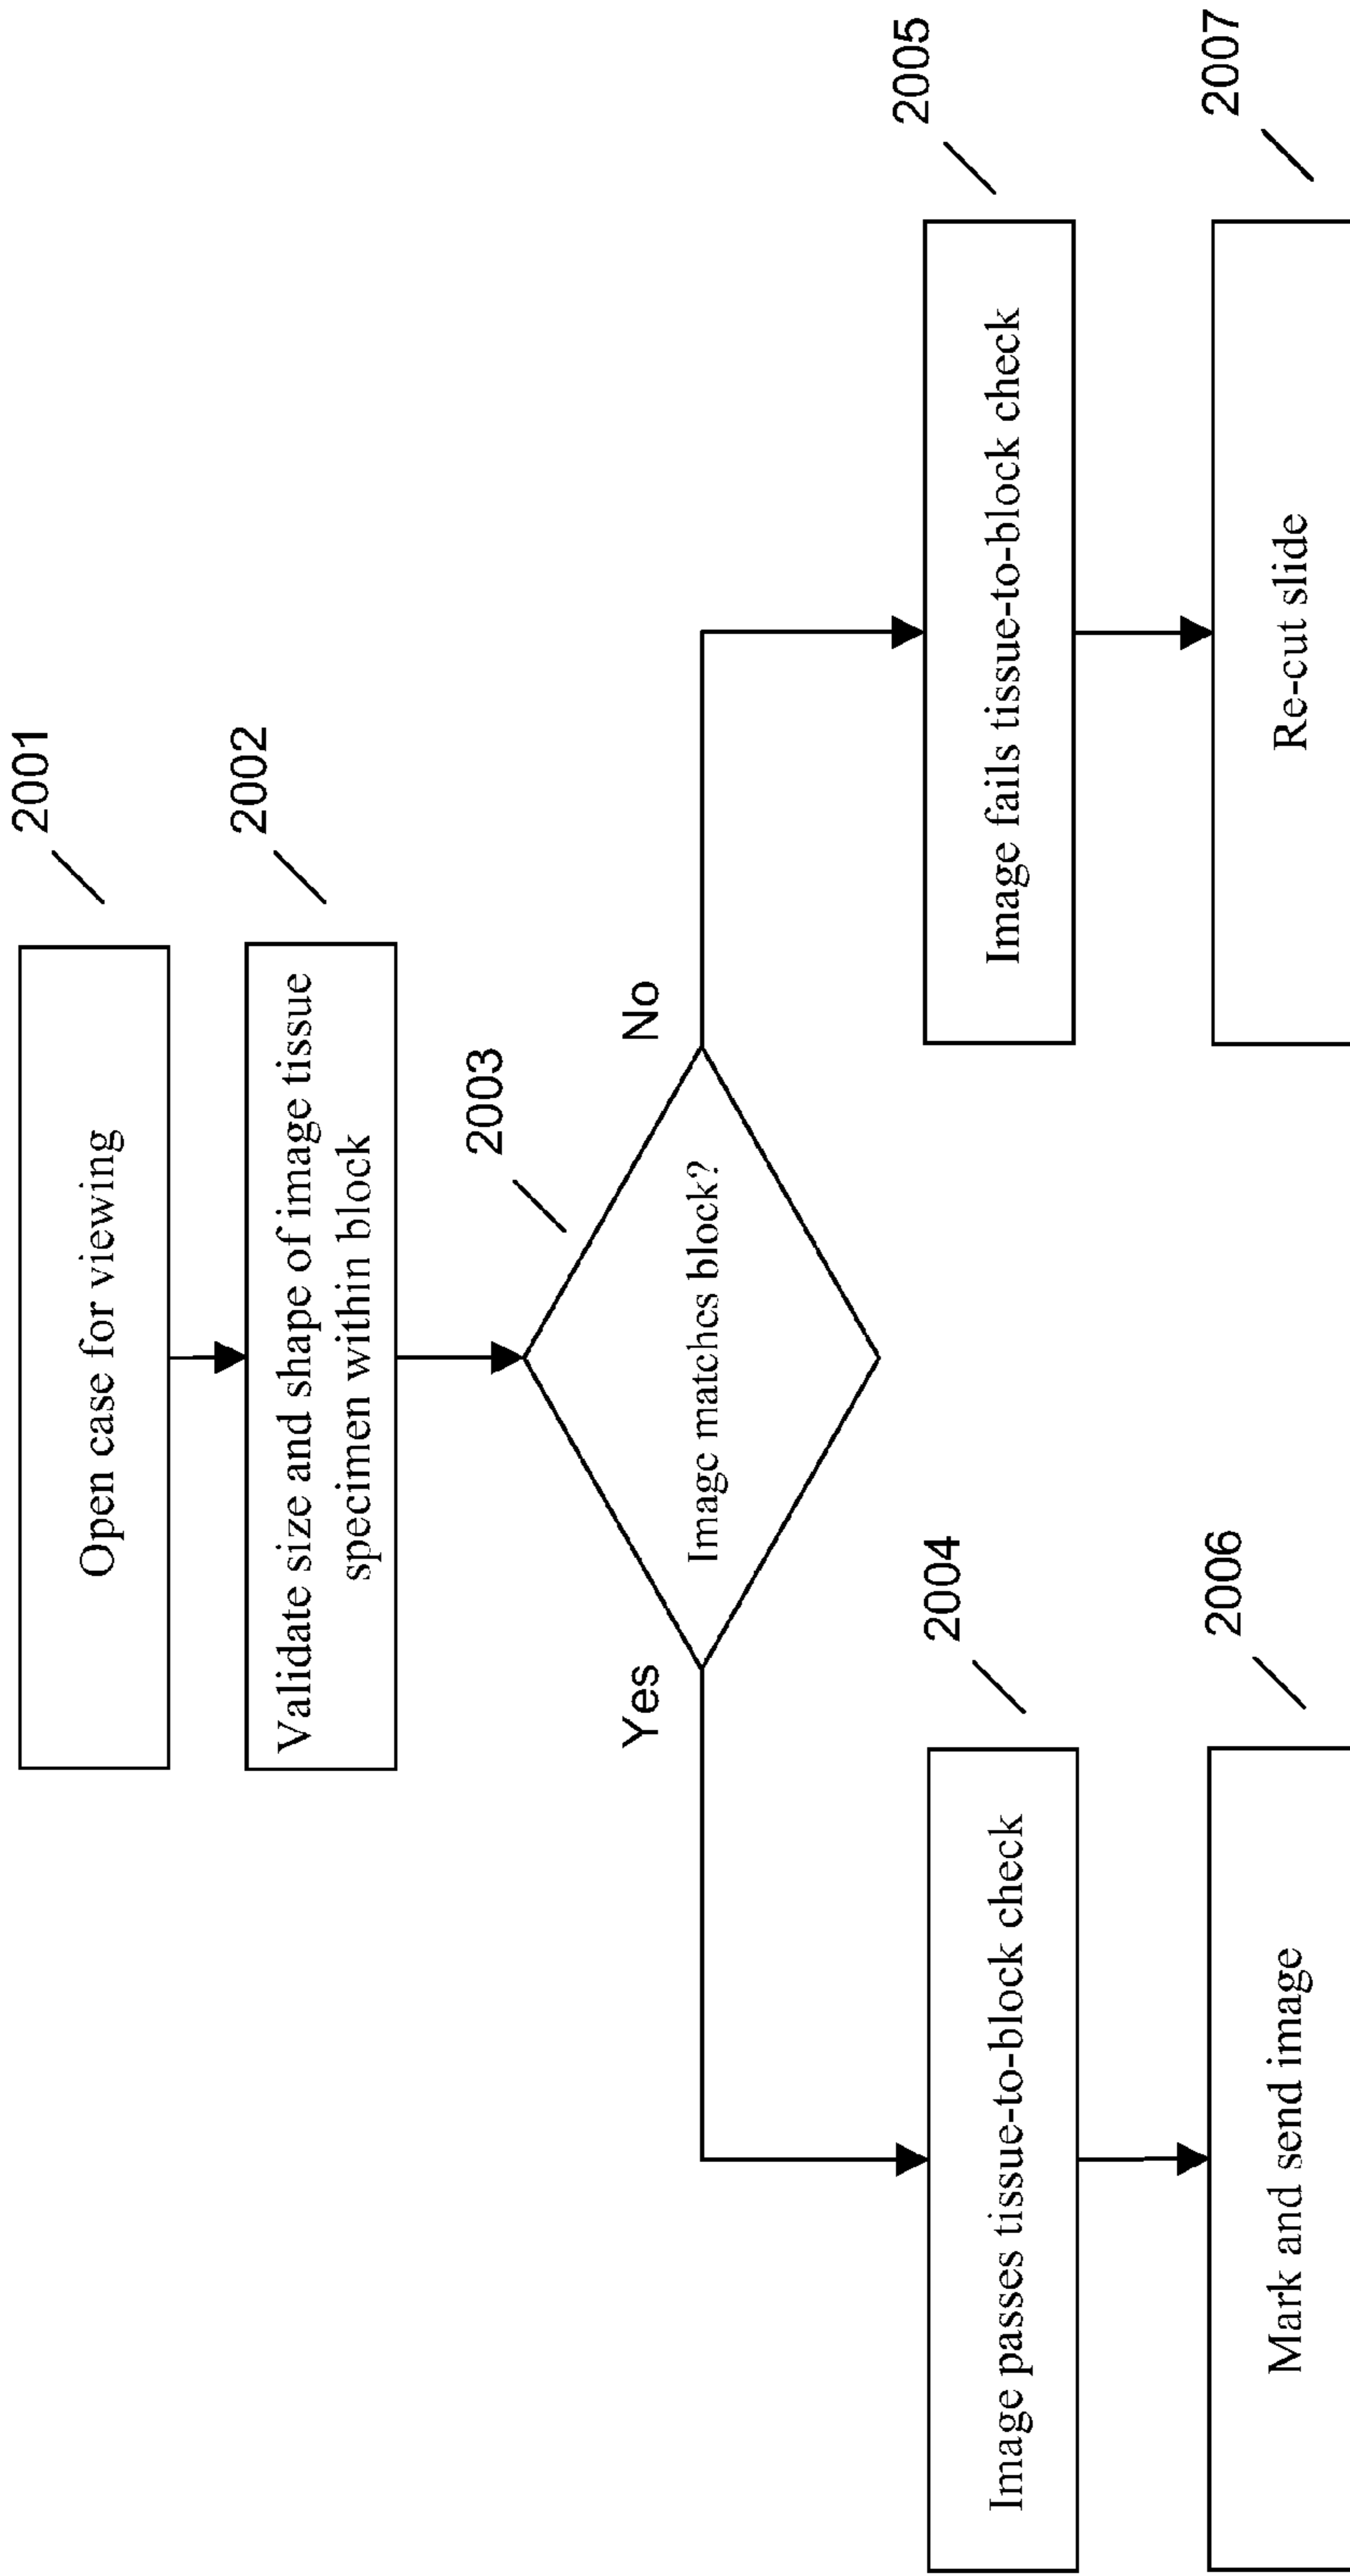 2001
Open case for viewing
2002
Validate size and shape of image tissue
specimen within block
2003
Image matches block?
Yes
No
2004
Image passes tissue-to-block check
2005
Image fails tissue-to-block check
2006
Mark and send image
2007
Re-cut slide